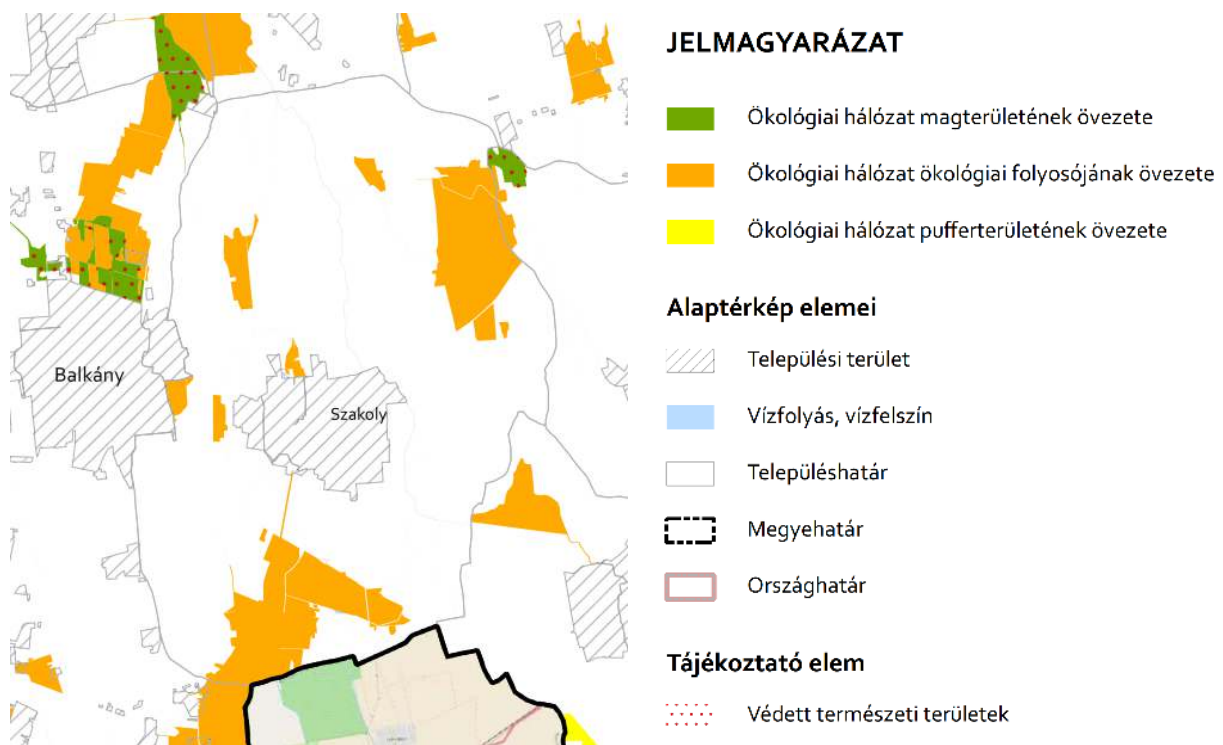 JELMAGYARÁZAT
Ökológiai hálózat magterületének övezete
Ökológiai hálózat ökológiai folyosójának övezete
Ökológiai hálózat pufferterületének övezete
Alaptérkép elemei
Települési terület
Vízfolyás, vízfelszín
Településhatár
Megyehatár
Országhatár
Tájékoztató elem
Védett természeti területek
Balkány
Szakoly